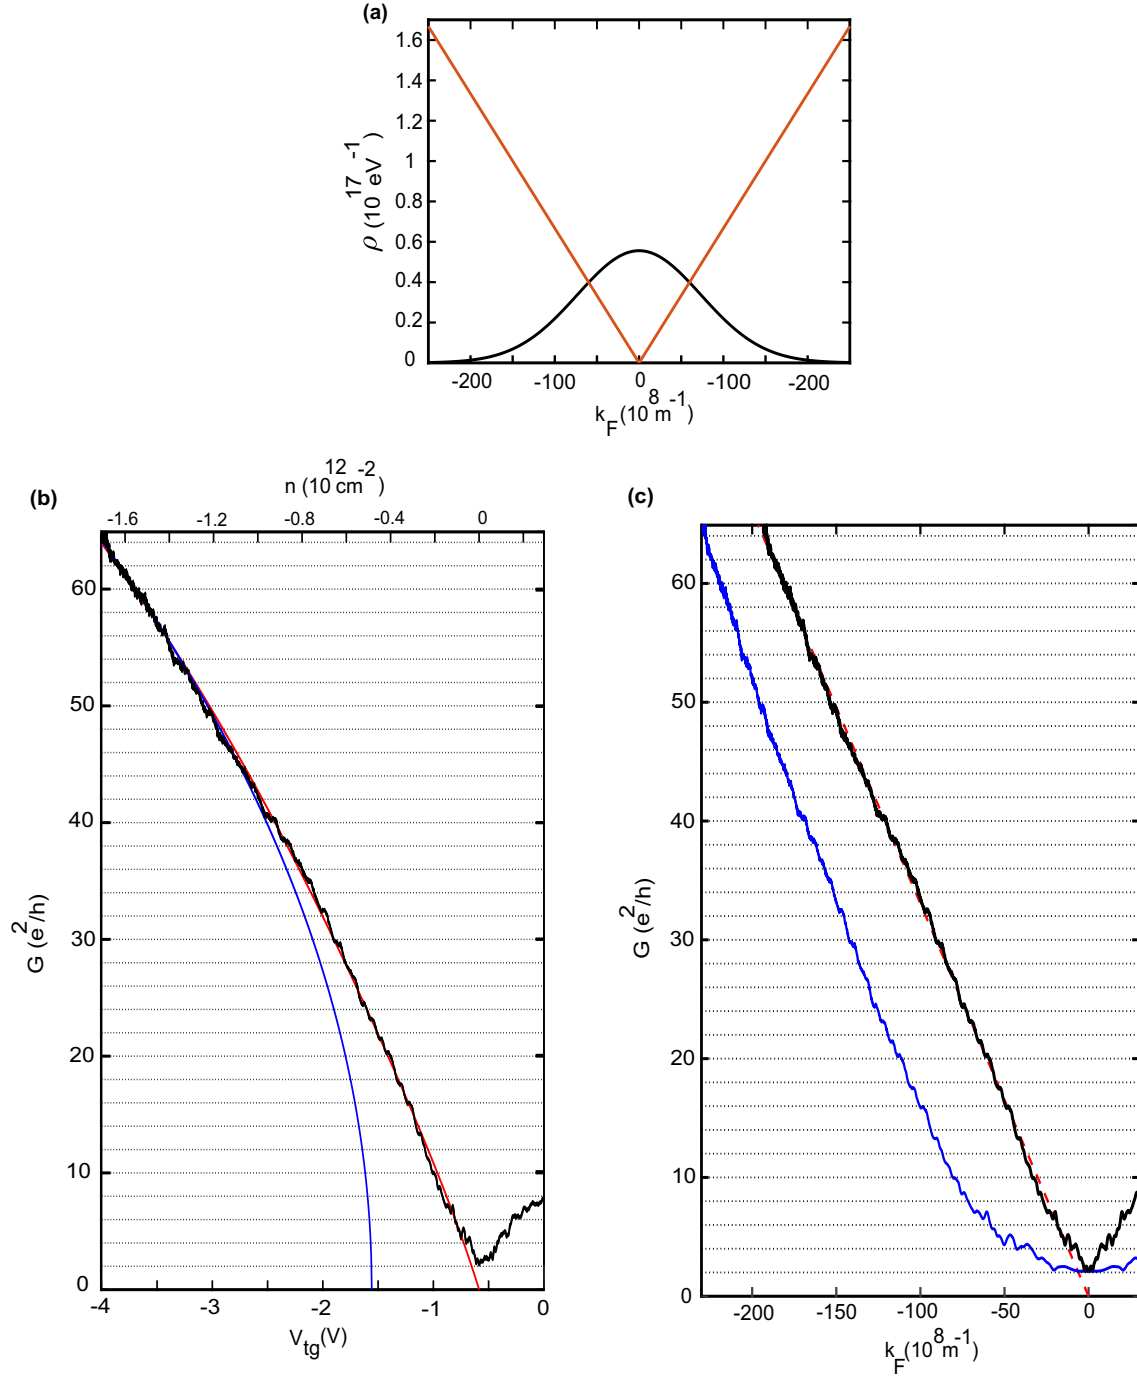 (a)
1.6
1.4
1.2
1
0.8
0.6
0.4
0.2
0
ρ (10^17 eV^-1)
-200 -100 0 -100 -200
k_F (10^8 m^-1)
(b)
n (10^12 cm^-2)
-1.6 -1.2 -0.8 -0.4 0
60
50
40
30
20
10
0
G (e^2/h)
-4 -3 -2 -1 0
V_tg (V)
(c)
60
50
40
30
20
10
0
G (e^2/h)
-200 -150 -100 -50 0
k_F (10^8 m^-1)